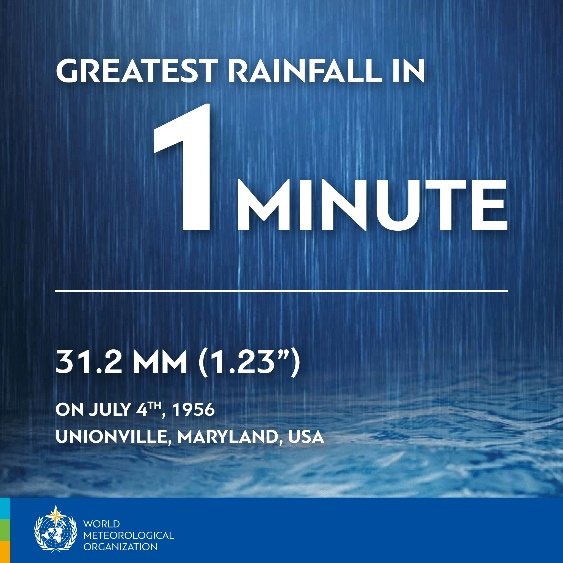 GREATEST RAINFALL IN
1 MINUTE
31.2 MM (1.23”)
ON JULY 4TH, 1956
UNIONVILLE, MARYLAND, USA
WORLD
METEOROLOGICAL
ORGANIZATION